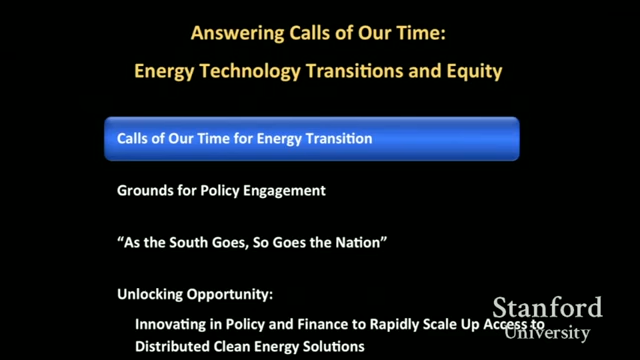 Answering Calls of Our Time:
Energy Technology Transitions and Equity
Calls of Our Time for Energy Transition
Grounds for Policy Engagement
“As the South Goes, So Goes the Nation”
Unlocking Opportunity:
Innovating in Policy and Finance to Rapidly Scale Up Access to
Distributed Clean Energy Solutions
Stanford
University